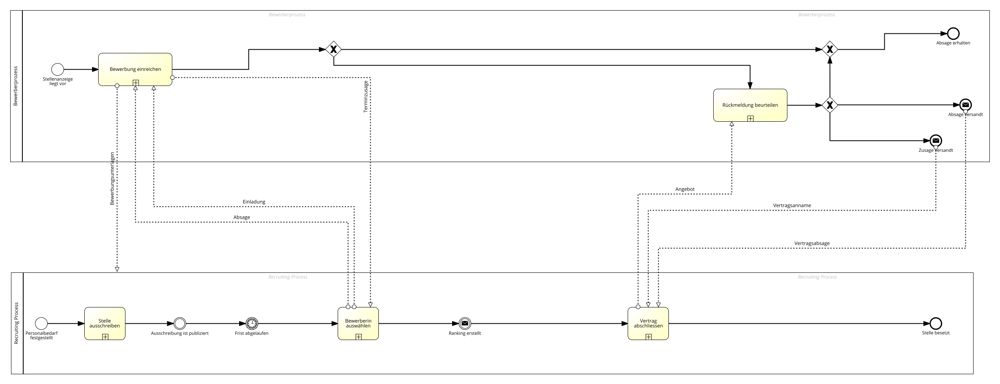 Bewerberprozess
Bewerberprozess
Bewerberprozess
Absage erhalten
Bewerbung einreichen
Stellenanzeige
liegt vor
Terminzusage
Rückmeldung beurteilen
Absage versandt
Zusage versandt
Bewerbungsunterlagen
Angebot
Einladung
Vertragsanname
Absage
Vertragsabsage
Recruiting Process
Recruiting Process
Recruiting Process
Personalbedarf
festgestellt
Stelle
ausschreiben
Ausschreibung ist publiziert
Frist abgelaufen
Bewerberin
auswählen
Ranking erstellt
Vertrag
abschliessen
Stelle besetzt